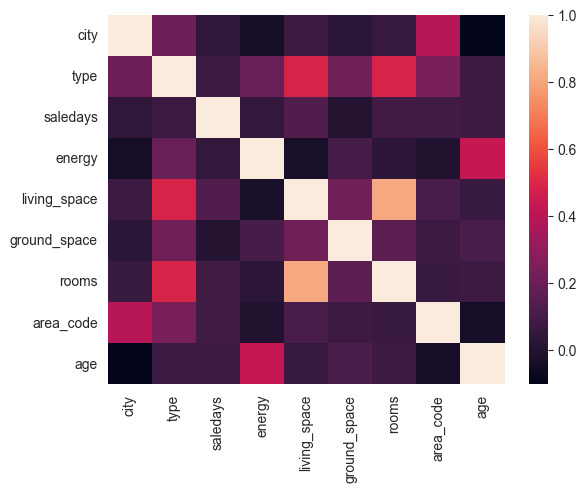 city
type
saledays
energy
living_space
ground_space
rooms
area_code
age
city
type
saledays
energy
living_space
ground_space
rooms
area_code
age
1.0
0.8
0.6
0.4
0.2
0.0